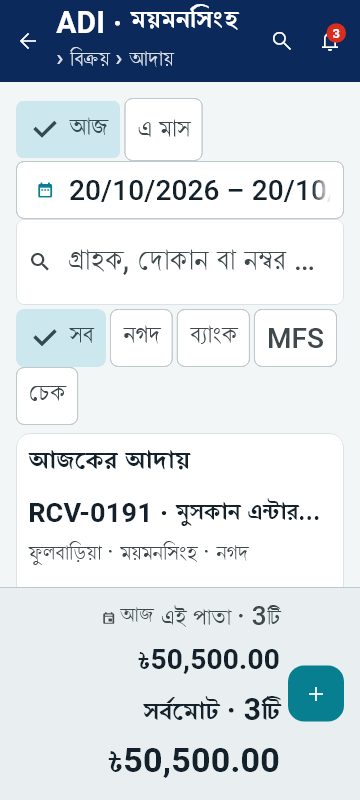 ADI · ময়মনসিংহ
3
› বিক্রয় › আদায়
আজ
এ মাস
20/10/2026 – 20/10/
গ্রাহক, দোকান বা নম্বর ...
সব
নগদ
ব্যাংক
MFS
চেক
আজকের আদায়
RCV-0191 · মুসকান এন্টার...
ফুলবাড়িয়া · ময়মনসিংহ · নগদ
আজ এই পাতা · 3টি
৳50,500.00
সর্বমোট · 3টি
৳50,500.00